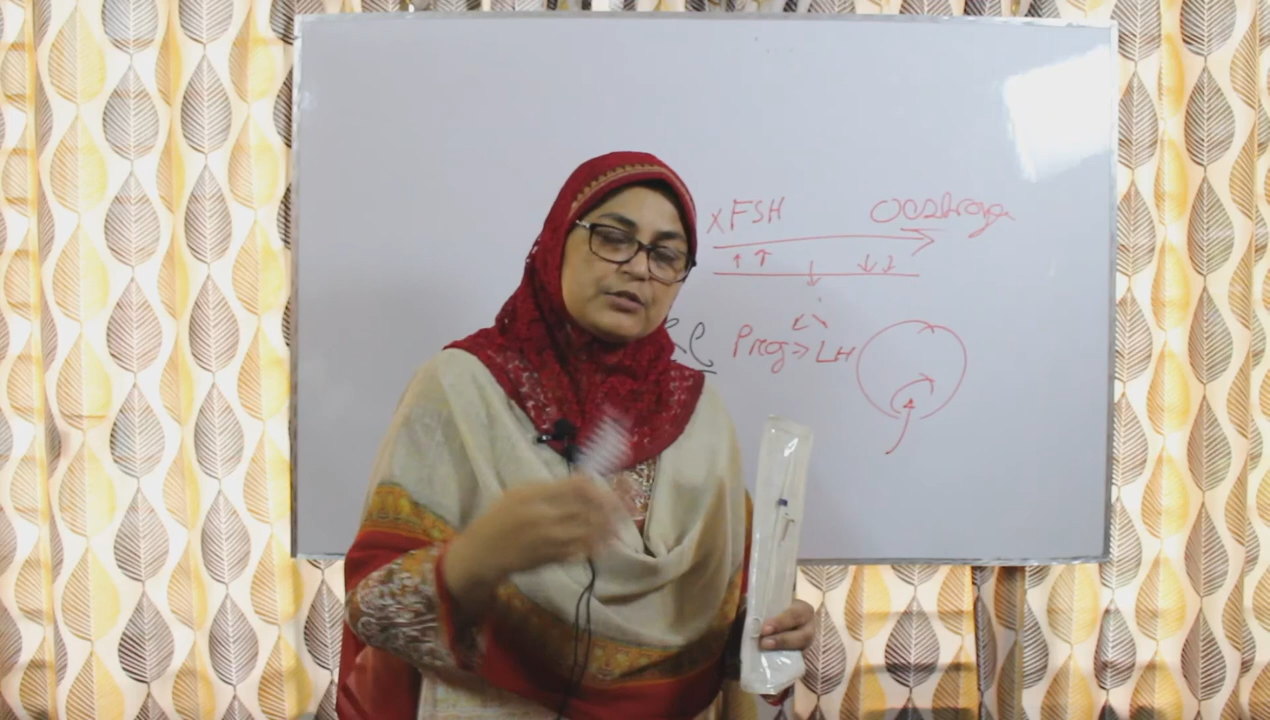 xFSH Oestrogen
↑ ↑ ↓ ↓↓
Prog → LH